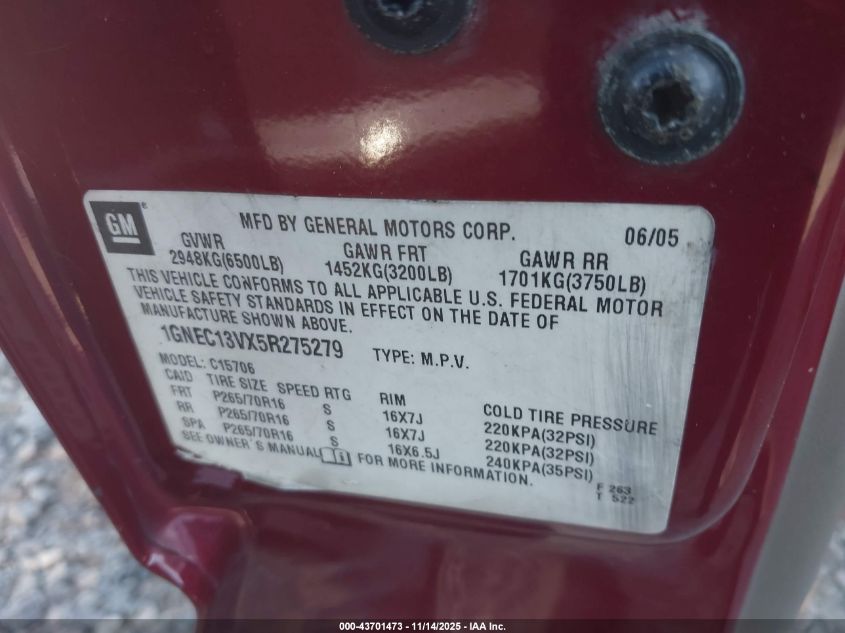 GM
MFD BY GENERAL MOTORS CORP. 06/05
GVWR GAWR FRT GAWR RR
2948KG(6500LB) 1452KG(3200LB) 1701KG(3750LB)
THIS VEHICLE CONFORMS TO ALL APPLICABLE U.S. FEDERAL MOTOR
VEHICLE SAFETY STANDARDS IN EFFECT ON THE DATE OF
MANUFACTURE SHOWN ABOVE.
1GNEC13VX5R275279 TYPE: M.P.V.
MODEL: C15706
CAID TIRE SIZE SPEED RTG RIM COLD TIRE PRESSURE
FRT P265/70R16 S 16X7J 220KPA(32PSI)
RR P265/70R16 S 16X7J 220KPA(32PSI)
SPA P265/70R16 S 16X6.5J 240KPA(35PSI)
SEE OWNER'S MANUAL FOR MORE INFORMATION.
F 263
T 522
000-43701473 - 11/14/2025 - IAA Inc.